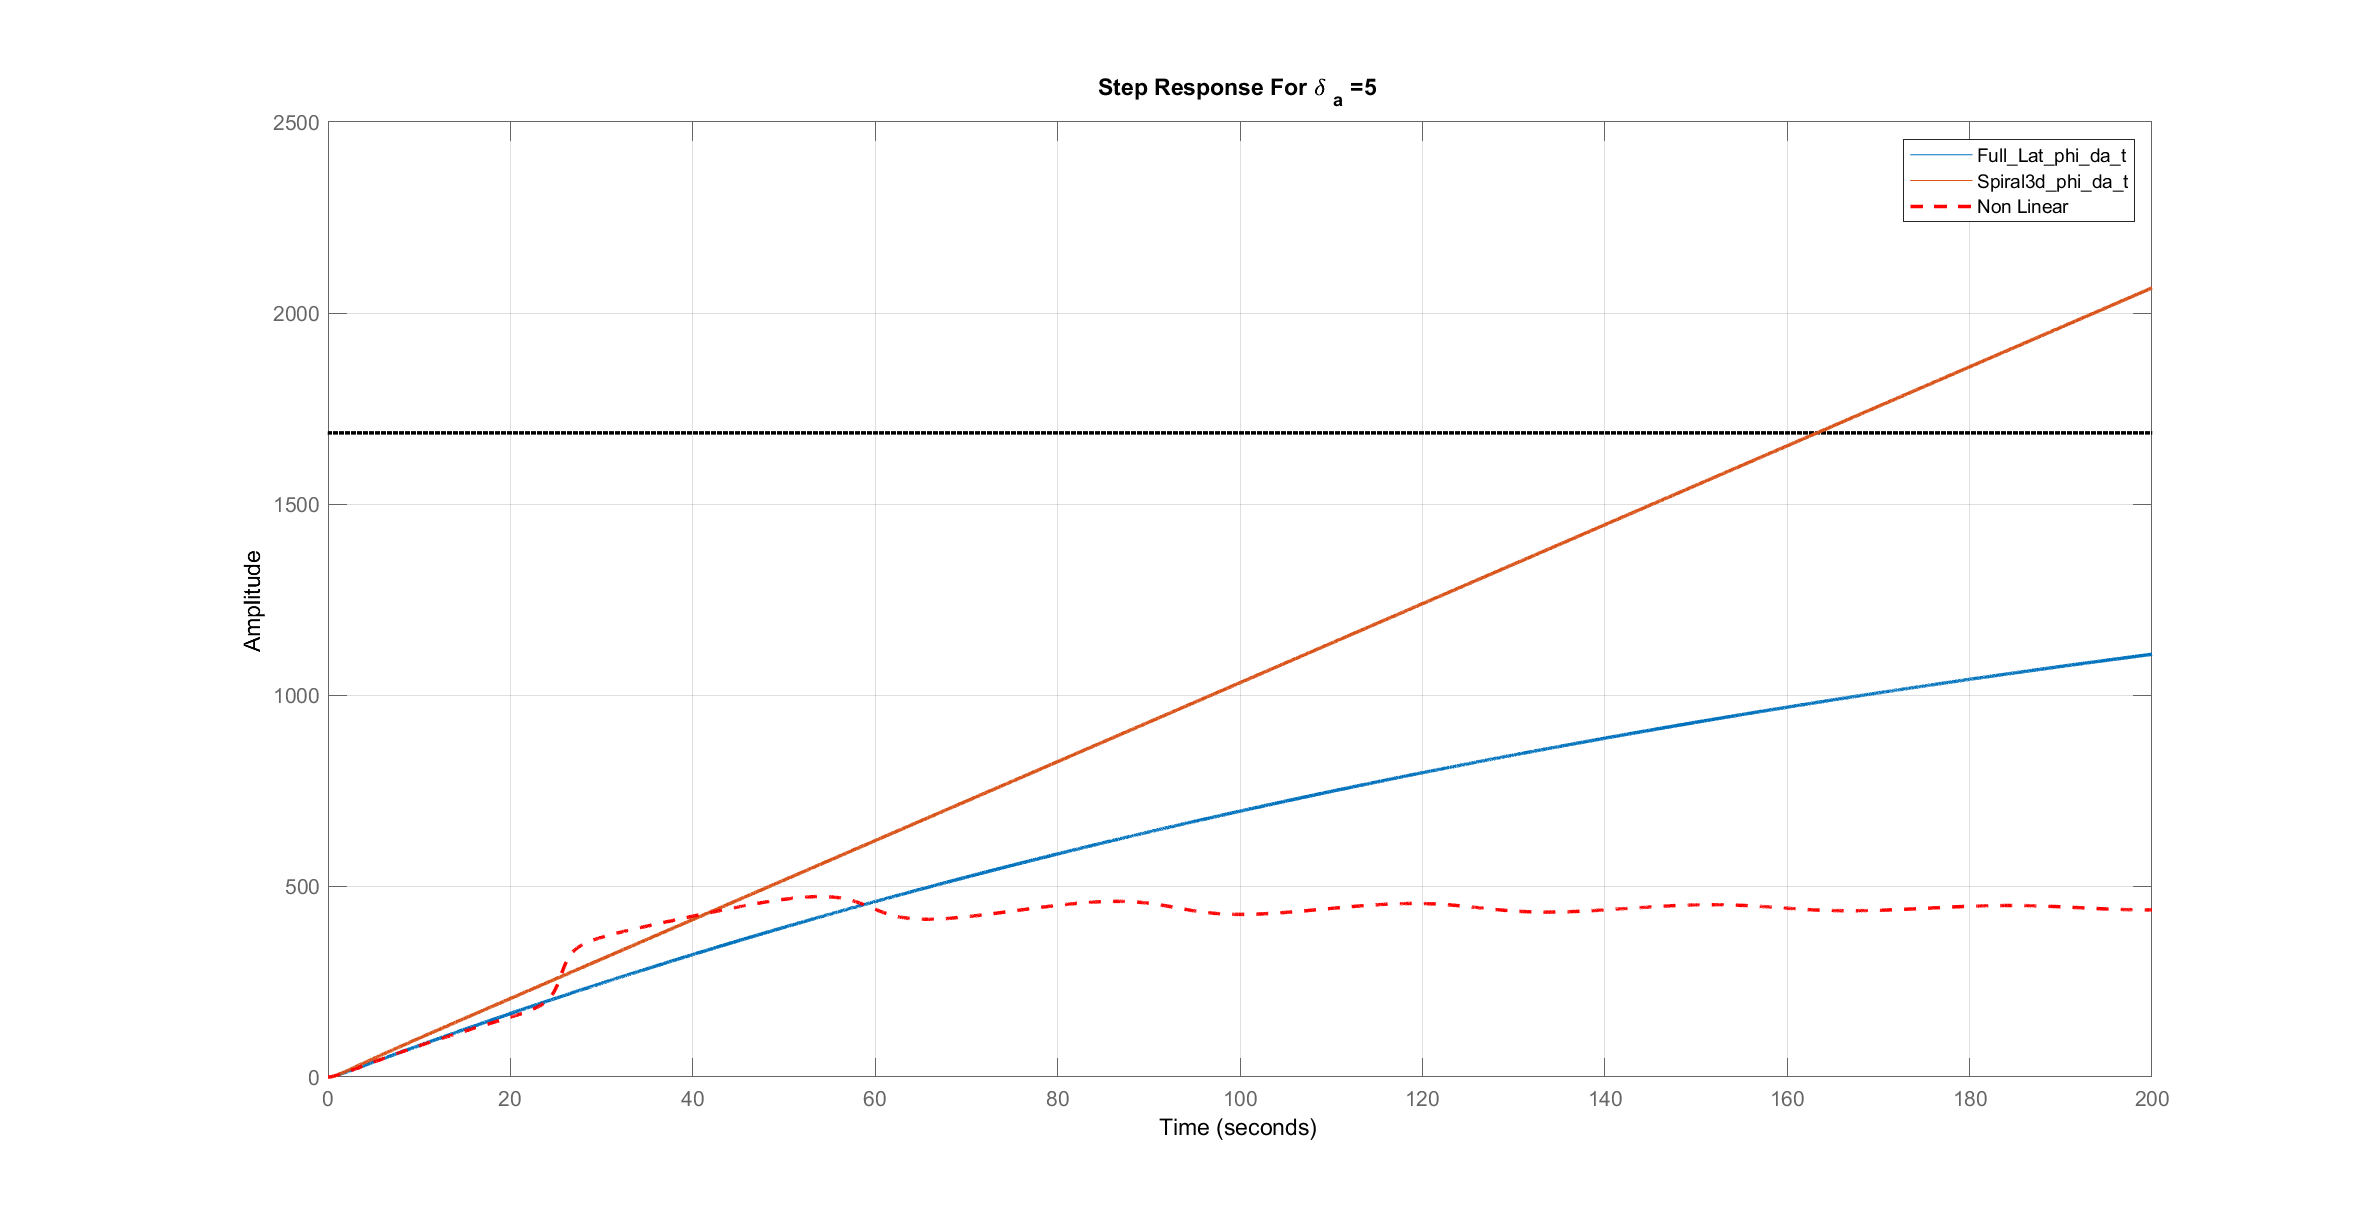 Step Response For δ a =5
2500
2000
1500
1000
500
0
Amplitude
Full_Lat_phi_da_t
Spiral3d_phi_da_t
Non Linear
0 20 40 60 80 100 120 140 160 180 200
Time (seconds)